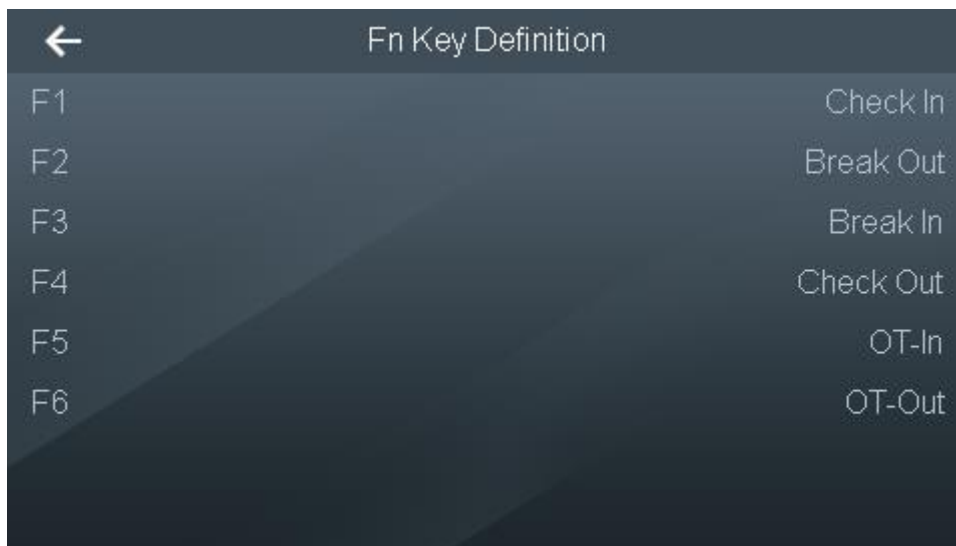 Fn Key Definition
F1 Check In
F2 Break Out
F3 Break In
F4 Check Out
F5 OT-In
F6 OT-Out